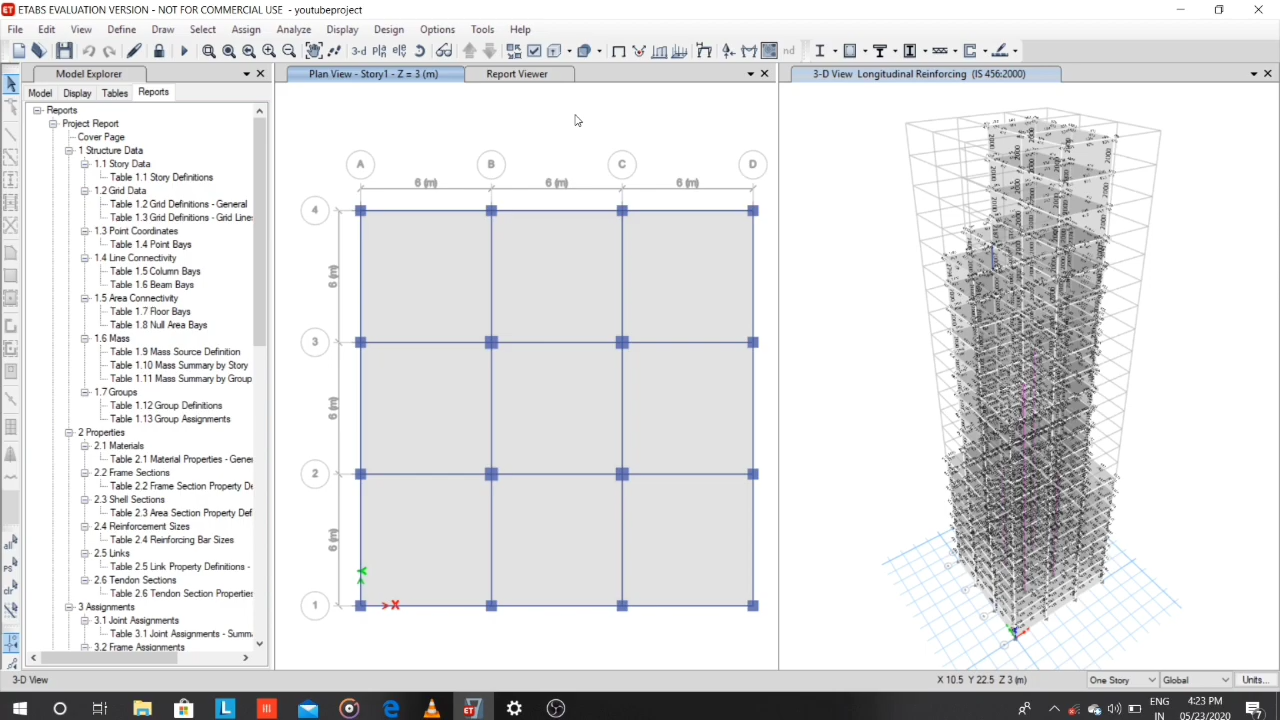 ETABS EVALUATION VERSION - NOT FOR COMMERCIAL USE - youtubeproject
File Edit View Define Draw Select Assign Analyze Display Design Options Tools Help
3-d nd
Model Explorer
Plan View - Story1 - Z = 3 (m)
Report Viewer
3-D View Longitudinal Reinforcing (IS 456:2000)
Model Display Tables Reports
Reports
Project Report
Cover Page
1 Structure Data
1.1 Story Data
Table 1.1 Story Definitions
1.2 Grid Data
Table 1.2 Grid Definitions - General
Table 1.3 Grid Definitions - Grid Lines
1.3 Point Coordinates
Table 1.4 Point Bays
1.4 Line Connectivity
Table 1.5 Column Bays
Table 1.6 Beam Bays
1.5 Area Connectivity
Table 1.7 Floor Bays
Table 1.8 Null Area Bays
1.6 Mass
Table 1.9 Mass Source Definition
Table 1.10 Mass Summary by Story
Table 1.11 Mass Summary by Group
1.7 Groups
Table 1.12 Group Definitions
Table 1.13 Group Assignments
2 Properties
2.1 Materials
Table 2.1 Material Properties - Gene
2.2 Frame Sections
Table 2.2 Frame Section Property De
2.3 Shell Sections
Table 2.3 Area Section Property Def
2.4 Reinforcement Sizes
Table 2.4 Reinforcing Bar Sizes
2.5 Links
Table 2.5 Link Property Definitions -
2.6 Tendon Sections
Table 2.6 Tendon Section Properties
3 Assignments
3.1 Joint Assignments
Table 3.1 Joint Assignments - Summa
3.2 Frame Assignments
all
PS
clr
A B C D
6 (m) 6 (m) 6 (m)
4
6 (m)
3
6 (m)
2
6 (m)
1
X
2000
3-D View
X 10.5 Y 22.5 Z 3 (m)
One Story
Global
Units...
ENG
IN
4:23 PM
05/23/2020
7